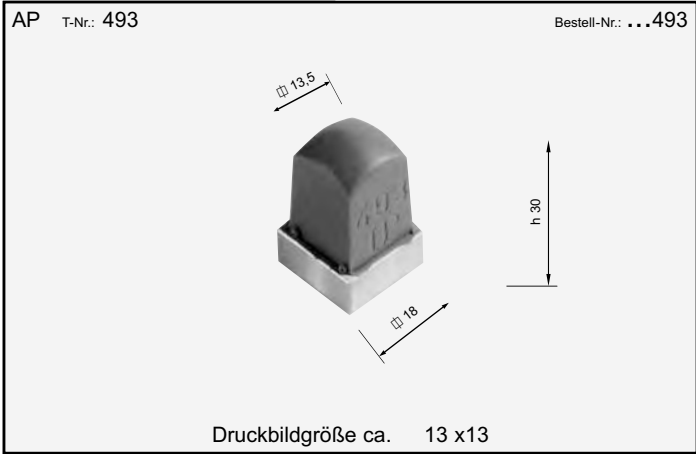 AP T-Nr.: 493 Bestell-Nr.: ...493
⌀ 13,5
h 30
⌀ 18
Druckbildgröße ca. 13 x13